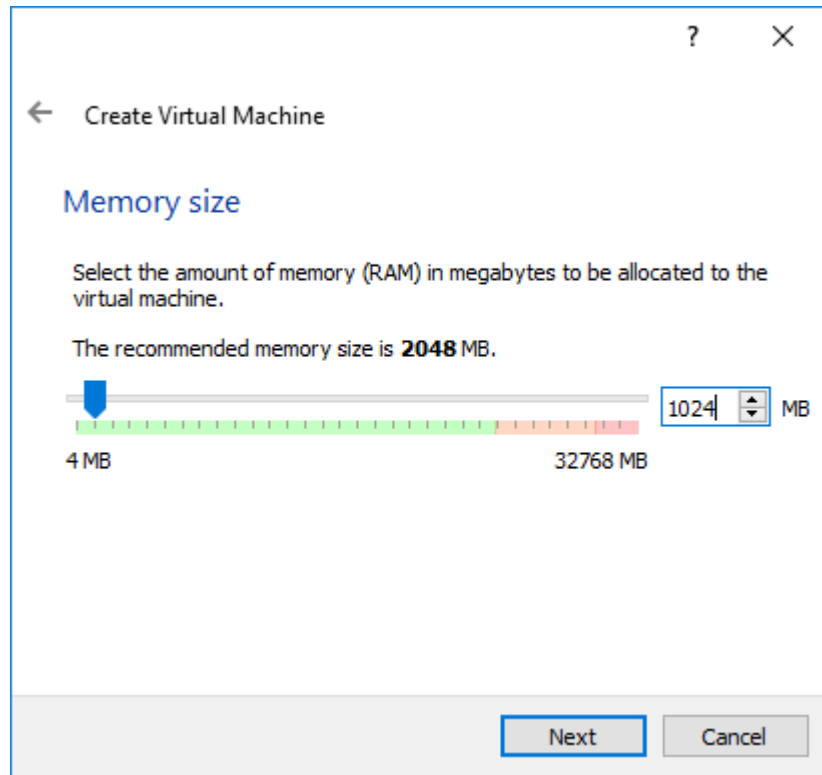 ?
Create Virtual Machine
Memory size
Select the amount of memory (RAM) in megabytes to be allocated to the
virtual machine.
The recommended memory size is 2048 MB.
1024 MB
4 MB 32768 MB
Next Cancel